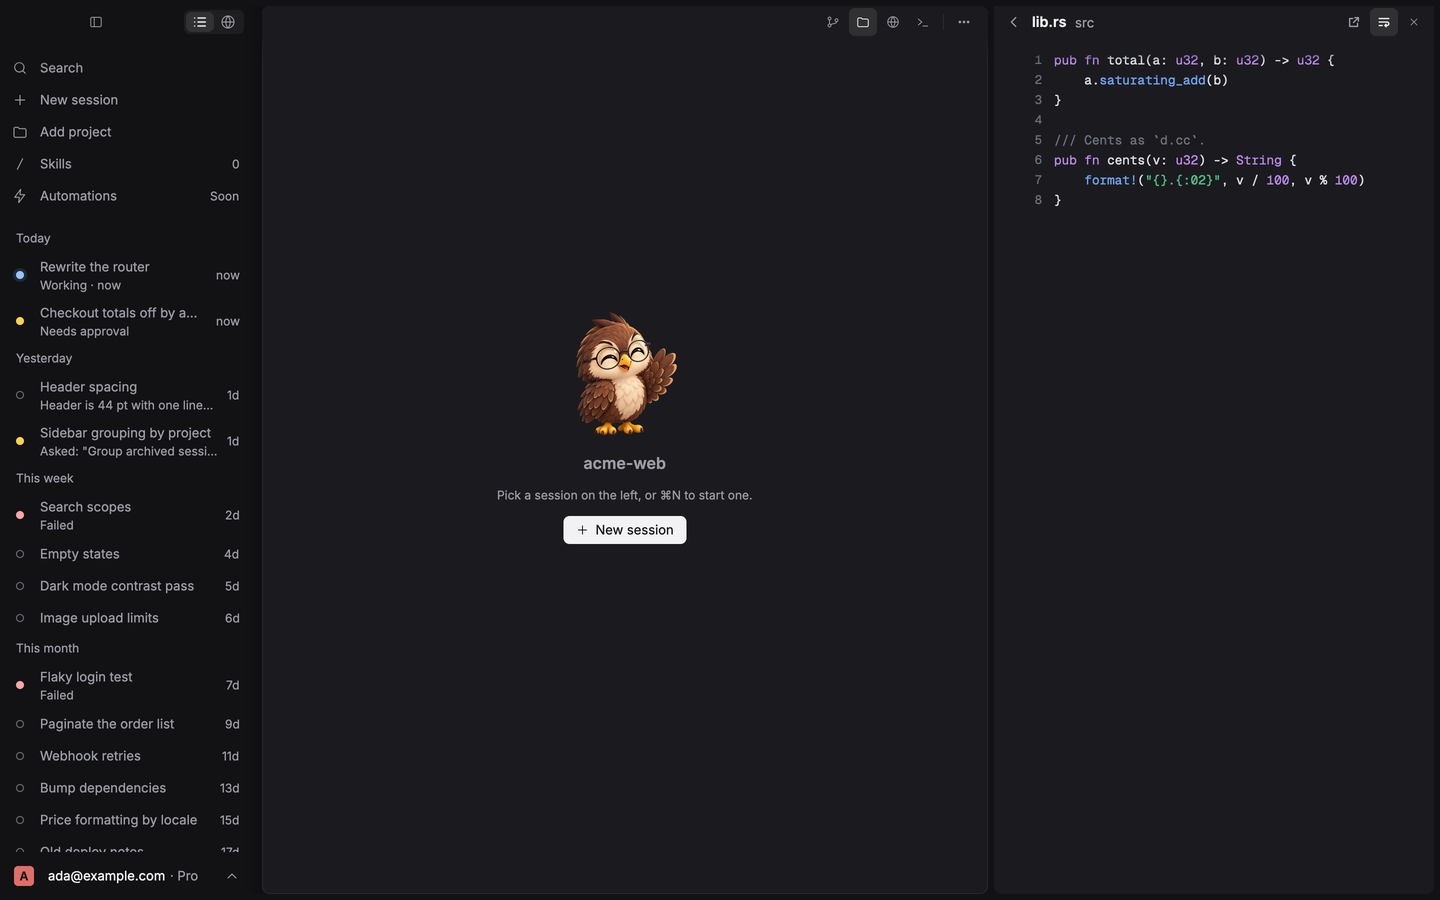 Search
New session
Add project
Skills 0
Automations Soon
Today
Rewrite the router now
Working · now
Checkout totals off by a... now
Needs approval
Yesterday
Header spacing 1d
Header is 44 pt with one line...
Sidebar grouping by project 1d
Asked: "Group archived sessi...
This week
Search scopes 2d
Failed
Empty states 4d
Dark mode contrast pass 5d
Image upload limits 6d
This month
Flaky login test 7d
Failed
Paginate the order list 9d
Webhook retries 11d
Bump dependencies 13d
Price formatting by locale 15d
Old deploy notes 17d
A ada@example.com · Pro
acme-web
Pick a session on the left, or ⌘N to start one.
+ New session
lib.rs src
1 pub fn total(a: u32, b: u32) -> u32 {
2     a.saturating_add(b)
3 }
4
5 /// Cents as `d.cc`.
6 pub fn cents(v: u32) -> String {
7     format!("{}.{:02}", v / 100, v % 100)
8 }